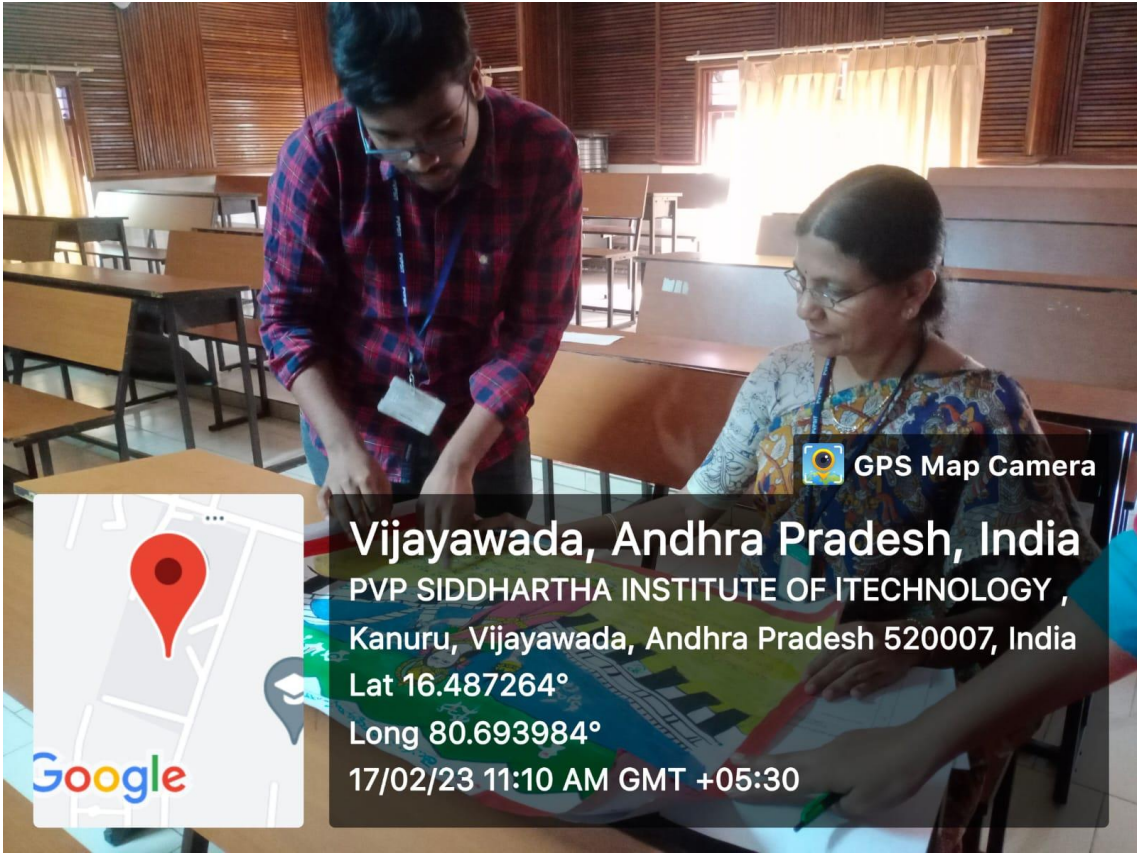 GPS Map Camera
Vijayawada, Andhra Pradesh, India
PVP SIDDHARTHA INSTITUTE OF ITECHNOLOGY ,
Kanuru, Vijayawada, Andhra Pradesh 520007, India
Lat 16.487264°
Long 80.693984°
17/02/23 11:10 AM GMT +05:30
Google